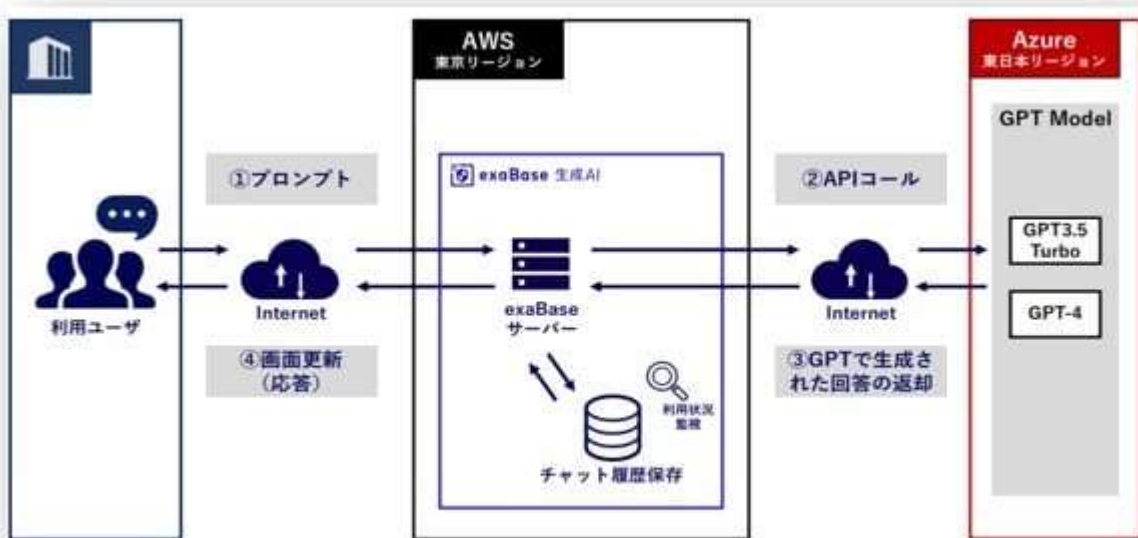 AWS
東京リージョン
Azure
東日本リージョン
GPT Model
①プロンプト
exaBase 生成AI
②APIコール
GPT3.5
Turbo
GPT-4
利用ユーザ
Internet
exaBase
サーバー
Internet
④画面更新
（応答）
③GPTで生成さ
れた回答の返却
利用状況
監視
チャット履歴保存